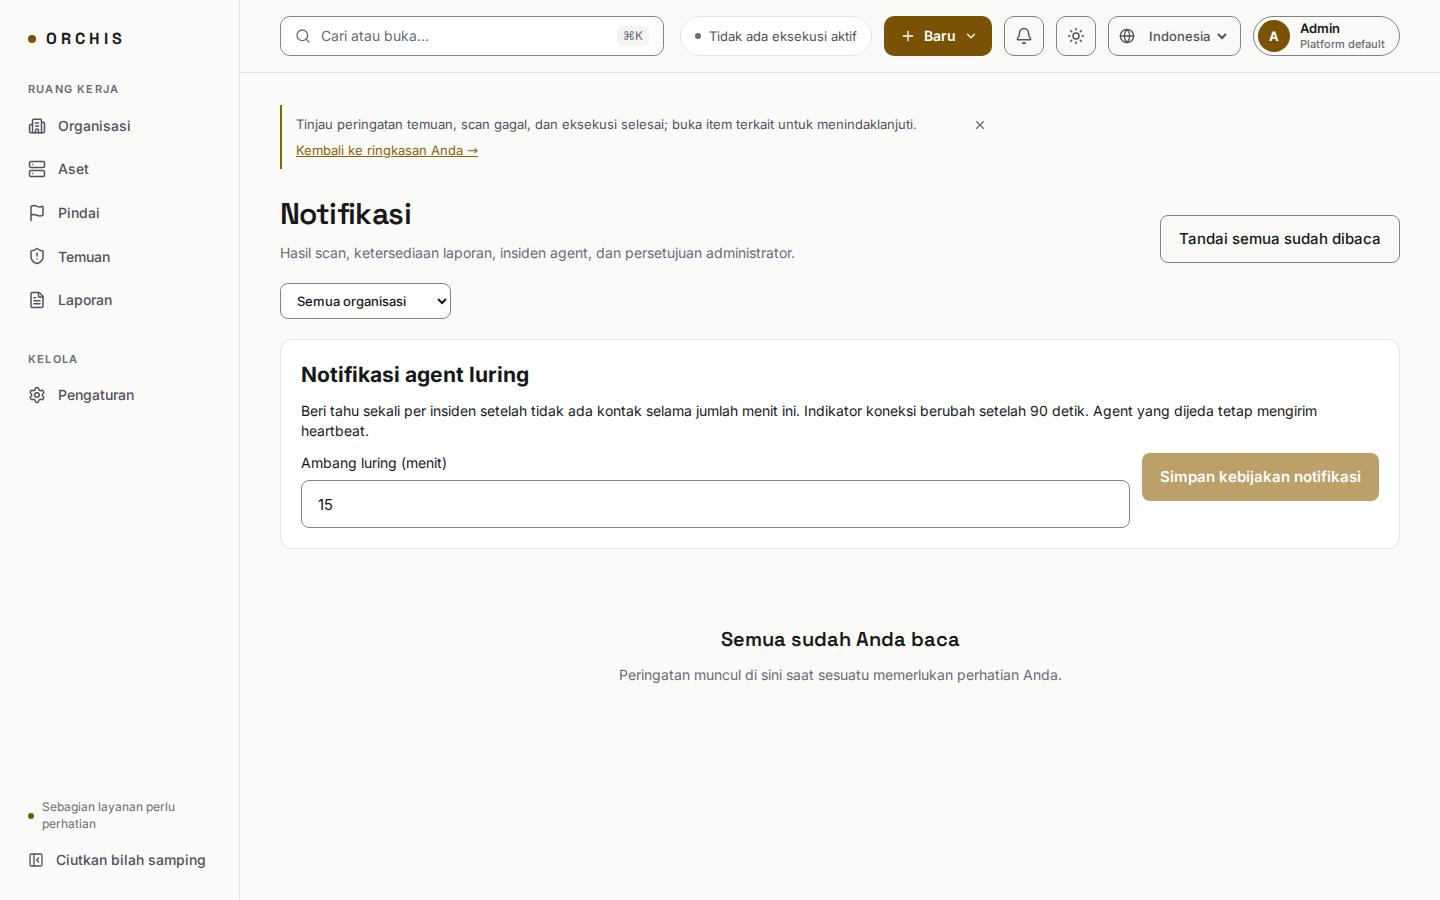 ORCHIS
RUANG KERJA
Organisasi
Aset
Pindai
Temuan
Laporan
KELOLA
Pengaturan
Sebagian layanan perlu
perhatian
Ciutkan bilah samping
Cari atau buka...
⌘K
Tidak ada eksekusi aktif
Baru
Indonesia
A
Admin
Platform default
Tinjau peringatan temuan, scan gagal, dan eksekusi selesai; buka item terkait untuk menindaklanjuti.
Kembali ke ringkasan Anda →
Notifikasi
Hasil scan, ketersediaan laporan, insiden agent, dan persetujuan administrator.
Tandai semua sudah dibaca
Semua organisasi
Notifikasi agent luring
Beri tahu sekali per insiden setelah tidak ada kontak selama jumlah menit ini. Indikator koneksi berubah setelah 90 detik. Agent yang dijeda tetap mengirim
heartbeat.
Ambang luring (menit)
15
Simpan kebijakan notifikasi
Semua sudah Anda baca
Peringatan muncul di sini saat sesuatu memerlukan perhatian Anda.